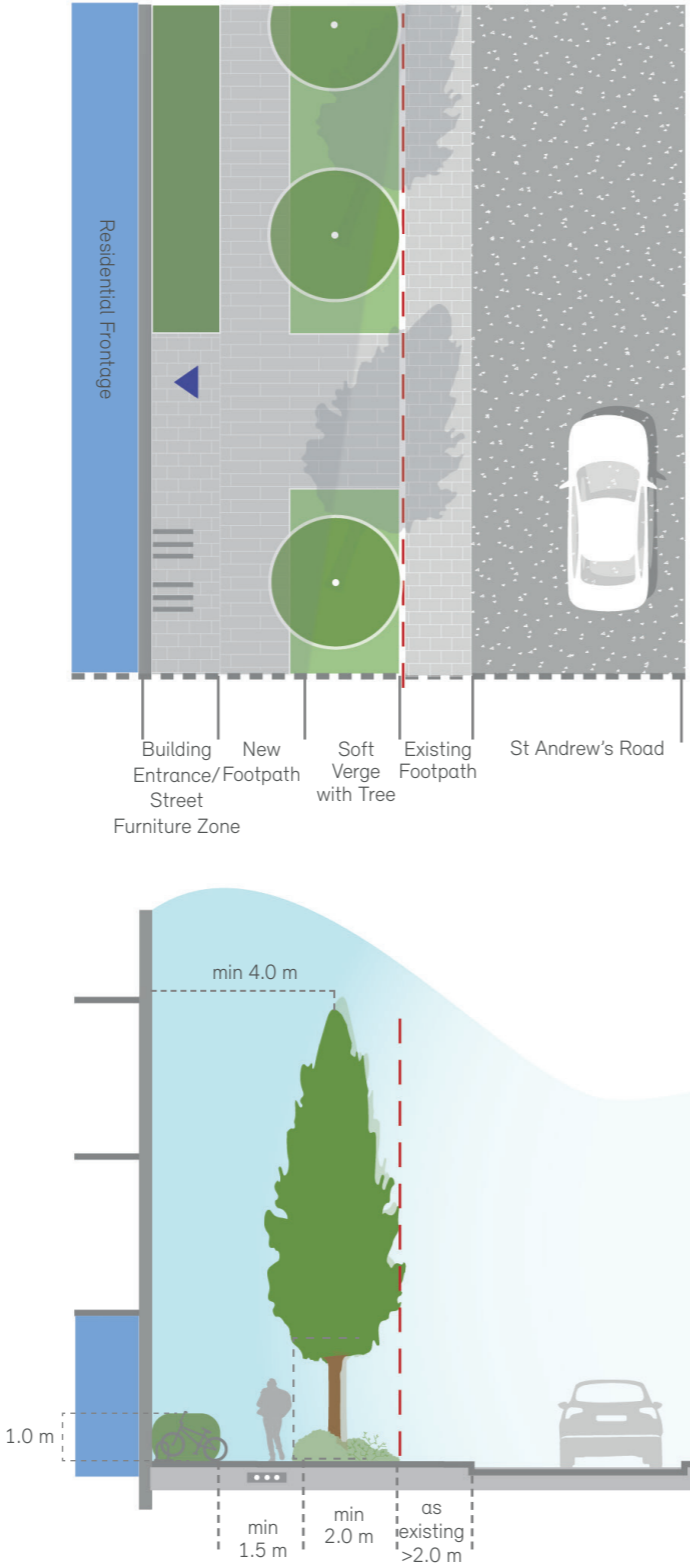 Residential Frontage
Building
Entrance/
Street
Furniture Zone
New
Footpath
Soft
Verge
with Tree
Existing
Footpath
St Andrew's Road
min 4.0 m
1.0 m
min
1.5 m
min
2.0 m
as
existing
>2.0 m